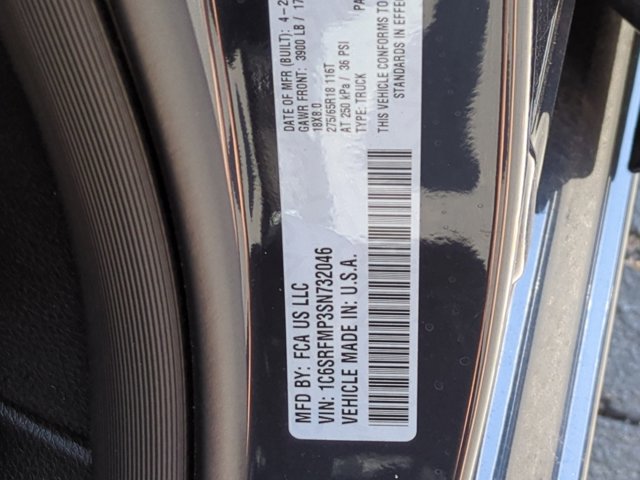 MFD BY: FCA US LLC
DATE OF MFR (BUILT): 4-2
GAWR FRONT: 3900 LB / 17
18X8.0
275/65R18 116T
AT 250 kPa / 36 PSI
TYPE: TRUCK
VIN: 1C6SRFMP3SN732046
VEHICLE MADE IN: U.S.A.
THIS VEHICLE CONFORMS TO
STANDARDS IN EFFEC